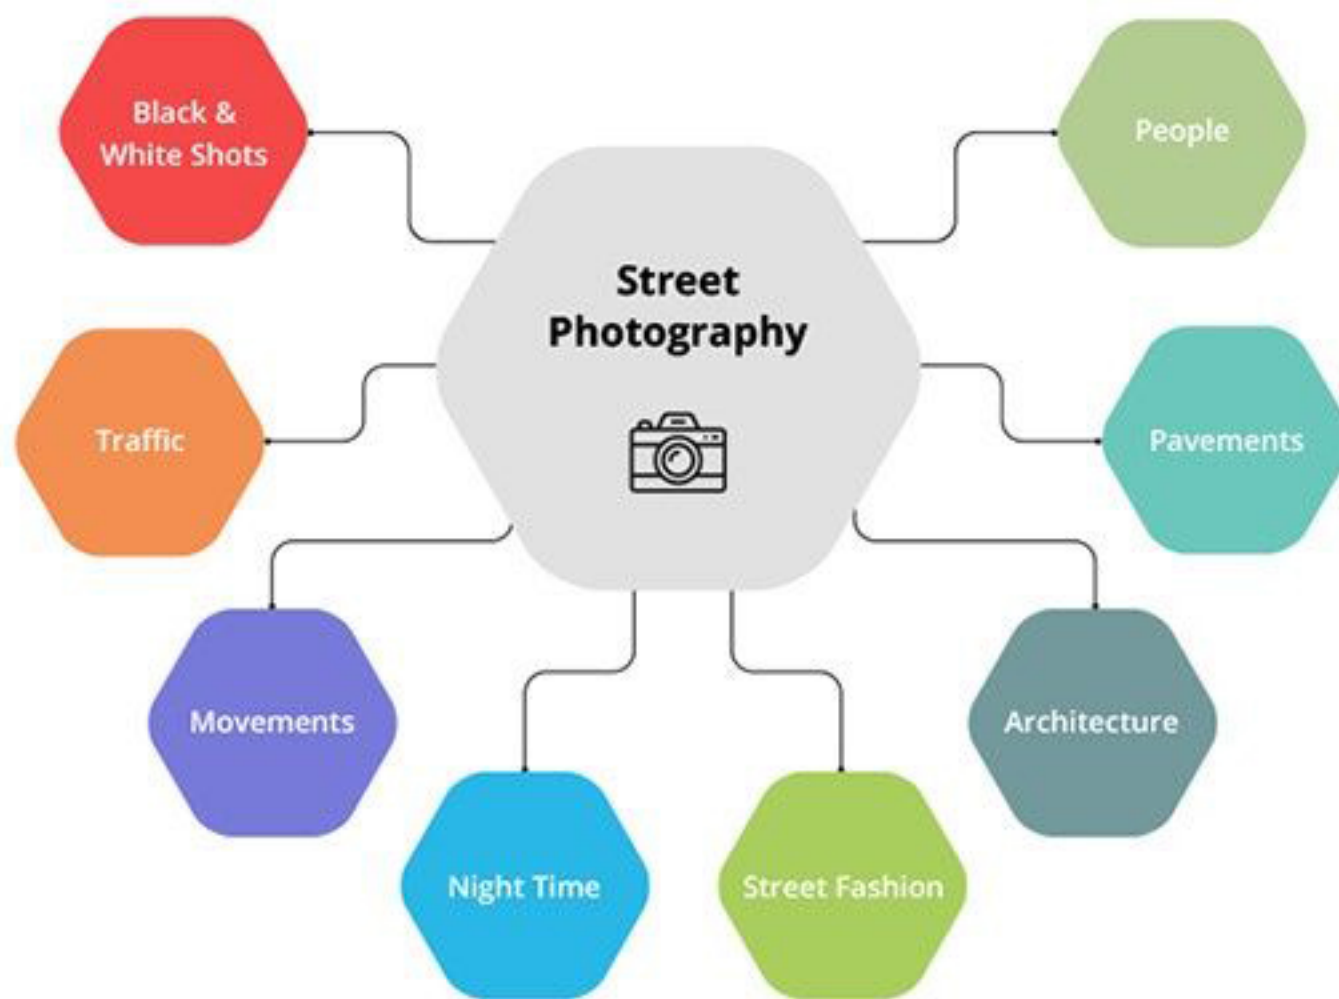 Black &
White Shots
People
Street
Photography
Traffic
Pavements
Movements
Architecture
Night Time
Street Fashion